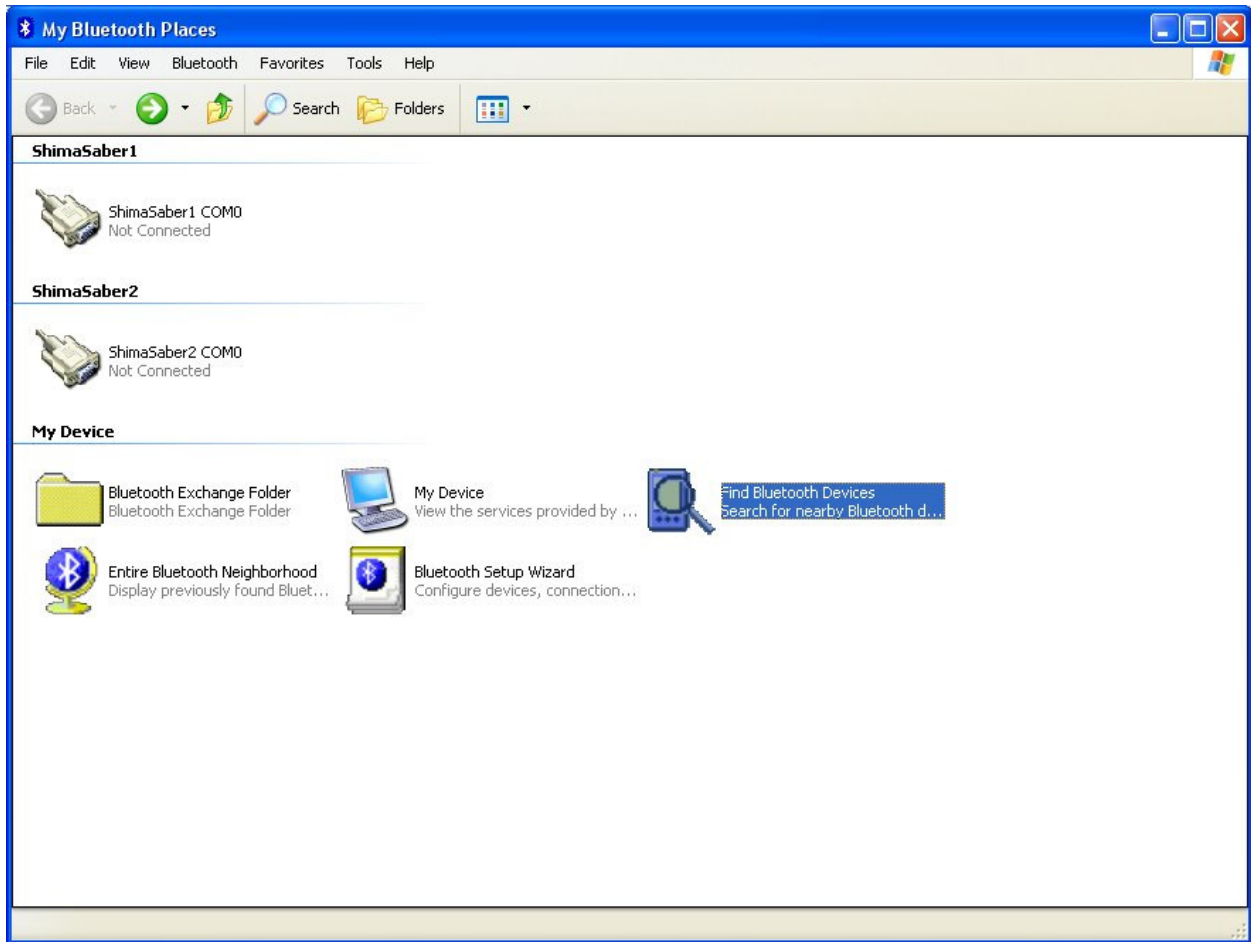 My Bluetooth Places
File Edit View Bluetooth Favorites Tools Help
Back Search Folders
ShimaSaber1
ShimaSaber1 COM0
Not Connected
ShimaSaber2
ShimaSaber2 COM0
Not Connected
My Device
Bluetooth Exchange Folder
Bluetooth Exchange Folder
My Device
View the services provided by ...
Find Bluetooth Devices
Search for nearby Bluetooth d...
Entire Bluetooth Neighborhood
Display previously found Bluet...
Bluetooth Setup Wizard
Configure devices, connection...